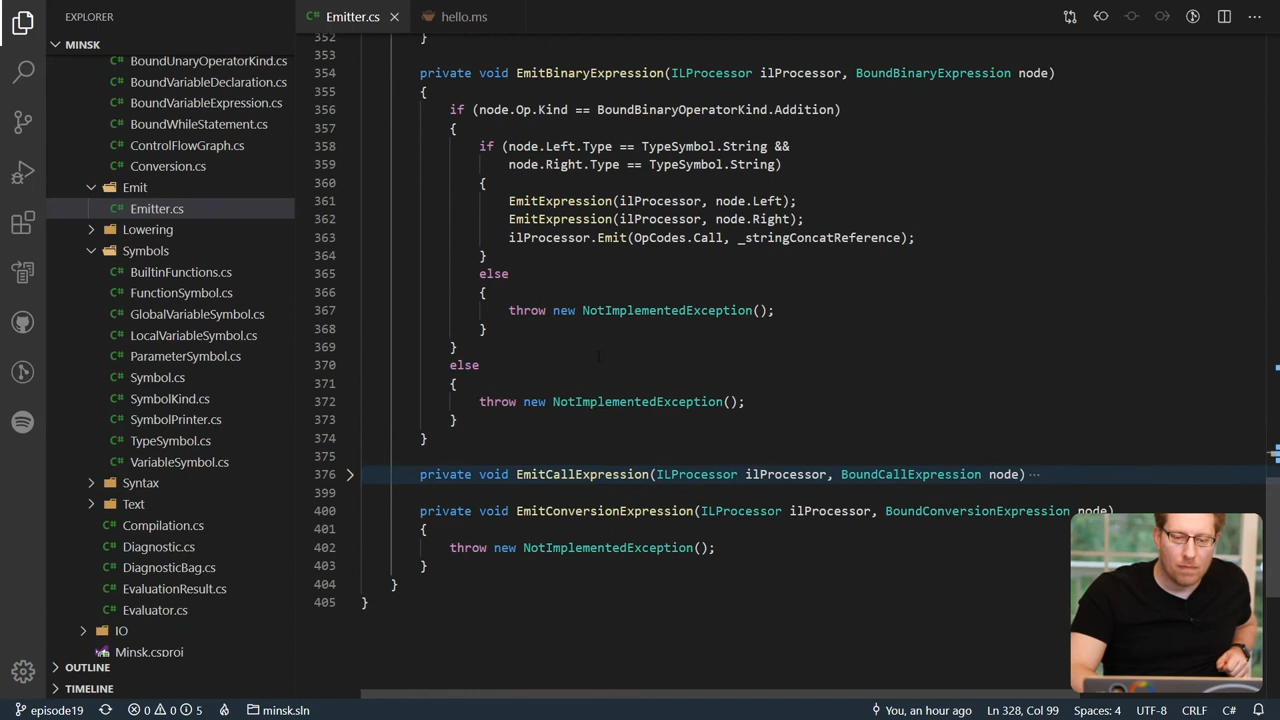 EXPLORER
Emitter.cs
hello.ms
MINSK
BoundUnaryOperatorKind.cs
BoundVariableDeclaration.cs
BoundVariableExpression.cs
BoundWhileStatement.cs
ControlFlowGraph.cs
Conversion.cs
Emit
Emitter.cs
Lowering
Symbols
BuiltinFunctions.cs
FunctionSymbol.cs
GlobalVariableSymbol.cs
LocalVariableSymbol.cs
ParameterSymbol.cs
Symbol.cs
SymbolKind.cs
SymbolPrinter.cs
TypeSymbol.cs
VariableSymbol.cs
Syntax
Text
Compilation.cs
Diagnostic.cs
DiagnosticBag.cs
EvaluationResult.cs
Evaluator.cs
IO
Minsk.csproj
OUTLINE
TIMELINE
352 }
353
354 private void EmitBinaryExpression(ILProcessor ilProcessor, BoundBinaryExpression node)
355 {
356 if (node.Op.Kind == BoundBinaryOperatorKind.Addition)
357 {
358 if (node.Left.Type == TypeSymbol.String &&
359 node.Right.Type == TypeSymbol.String)
360 {
361 EmitExpression(ilProcessor, node.Left);
362 EmitExpression(ilProcessor, node.Right);
363 ilProcessor.Emit(OpCodes.Call, _stringConcatReference);
364 }
365 else
366 {
367 throw new NotImplementedException();
368 }
369 }
370 else
371 {
372 throw new NotImplementedException();
373 }
374 }
375
376 private void EmitCallExpression(ILProcessor ilProcessor, BoundCallExpression node) ···
399
400 private void EmitConversionExpression(ILProcessor ilProcessor, BoundConversionExpression node)
401 {
402 throw new NotImplementedException();
403 }
404 }
405 }
episode19 0 0 5 minsk.sln You, an hour ago Ln 328, Col 99 Spaces: 4 UTF-8 CRLF C#